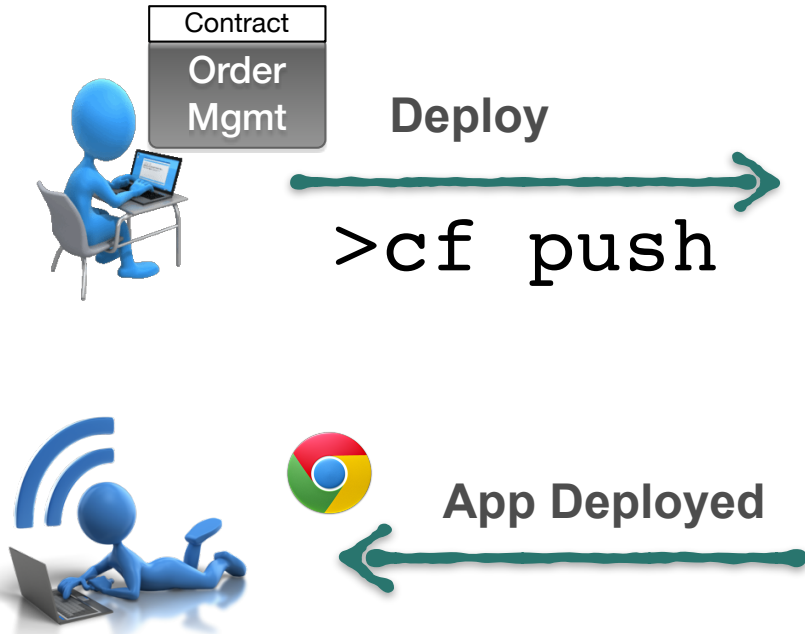 Contract
Order
Mgmt
Deploy
>cf push
App Deployed